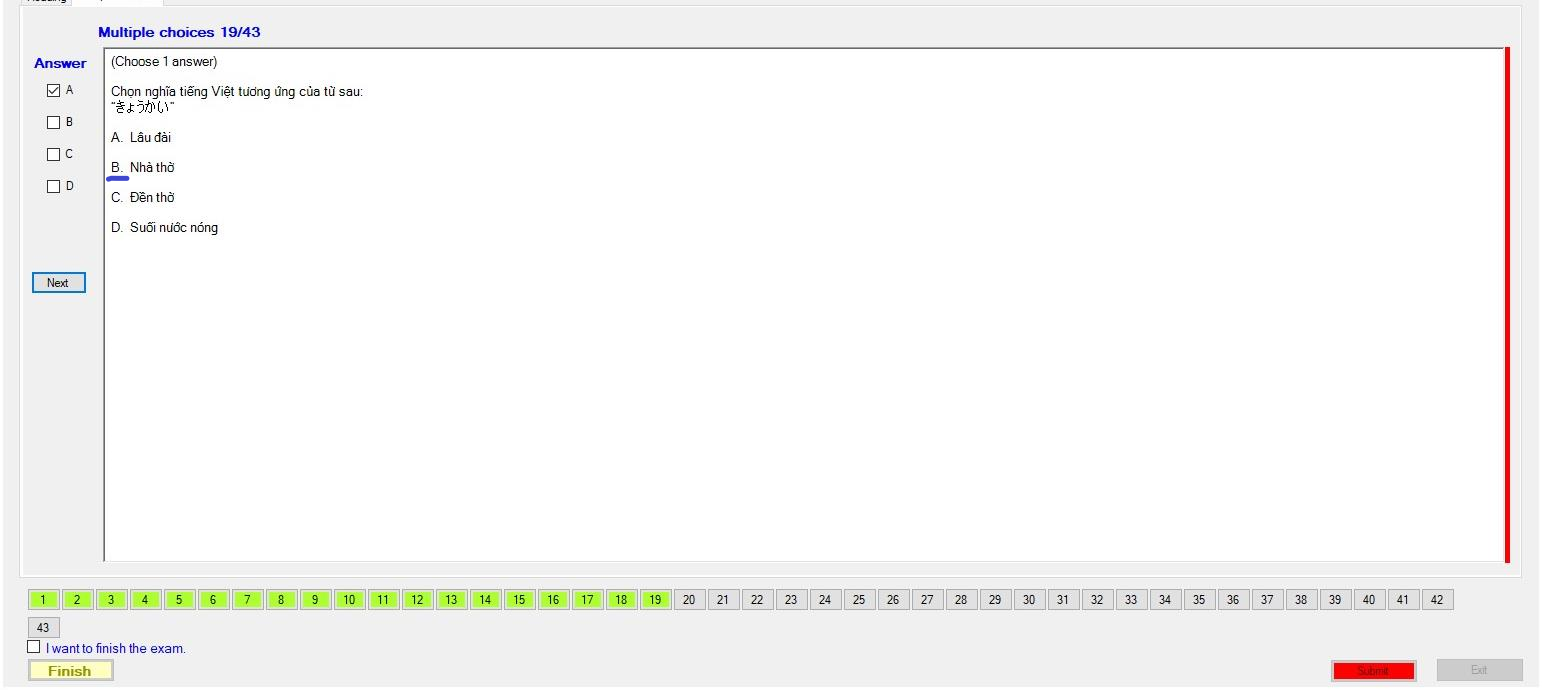 Multiple choices 19/43
Answer
(Choose 1 answer)
A
Chọn nghĩa tiếng Việt tương ứng của từ sau:
"きょうかい"
B
A. Lâu đài
C
B. Nhà thờ
D
C. Đền thờ
D. Suối nước nóng
Next
1 2 3 4 5 6 7 8 9 10 11 12 13 14 15 16 17 18 19 20 21 22 23 24 25 26 27 28 29 30 31 32 33 34 35 36 37 38 39 40 41 42
43
I want to finish the exam.
Finish
Submit
Exit